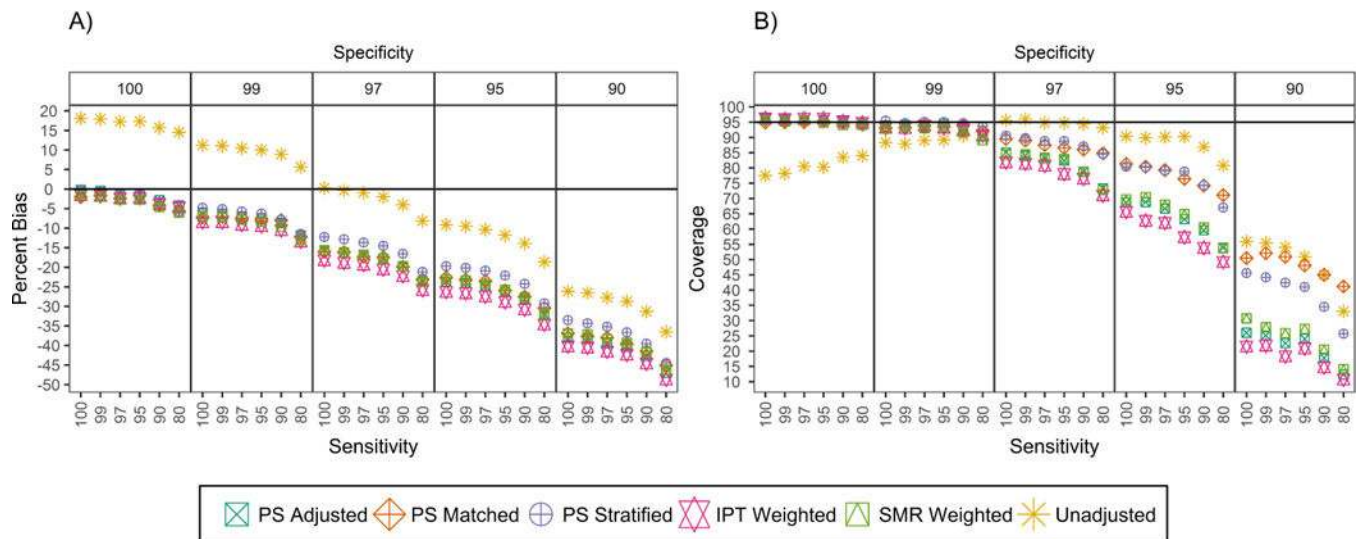 A)
Specificity
100 99 97 95 90
Percent Bias
20
15
10
5
0
-5
-10
-15
-20
-25
-30
-35
-40
-45
-50
100 99 97 95 90 80 100 99 97 95 90 80 100 99 97 95 90 80 100 99 97 95 90 80 100 99 97 95 90 80
Sensitivity
B)
Specificity
100 99 97 95 90
Coverage
100
95
90
85
80
75
70
65
60
55
50
45
40
35
30
25
20
15
10
100 99 97 95 90 80 100 99 97 95 90 80 100 99 97 95 90 80 100 99 97 95 90 80 100 99 97 95 90 80
Sensitivity
PS Adjusted PS Matched PS Stratified IPT Weighted SMR Weighted Unadjusted